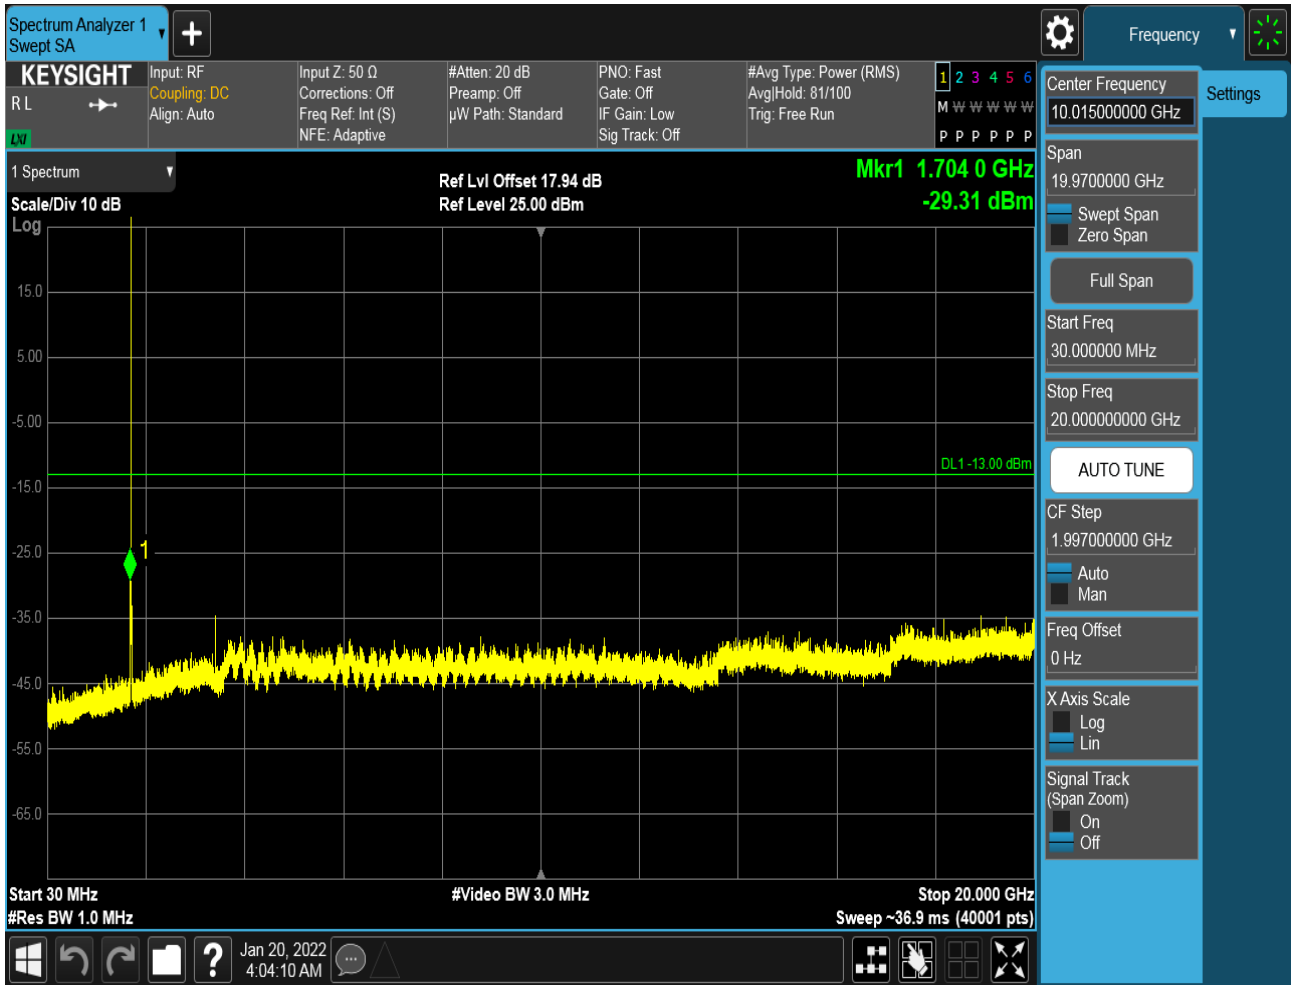 Spectrum Analyzer 1
Swept SA
Frequency
KEYSIGHT
R L
LXI
Input: RF
Coupling: DC
Align: Auto
Input Z: 50 Ω
Corrections: Off
Freq Ref: Int (S)
NFE: Adaptive
#Atten: 20 dB
Preamp: Off
µW Path: Standard
PNO: Fast
Gate: Off
IF Gain: Low
Sig Track: Off
#Avg Type: Power (RMS)
Avg|Hold: 81/100
Trig: Free Run
1 2 3 4 5 6
M W W W W W
P P P P P P
1 Spectrum
Scale/Div 10 dB
Log
Ref Lvl Offset 17.94 dB
Ref Level 25.00 dBm
Mkr1 1.704 0 GHz
-29.31 dBm
15.0
5.00
-5.00
DL1 -13.00 dBm
-15.0
1
-25.0
-35.0
-45.0
-55.0
-65.0
Start 30 MHz
#Res BW 1.0 MHz
#Video BW 3.0 MHz
Stop 20.000 GHz
Sweep ~36.9 ms (40001 pts)
Jan 20, 2022
4:04:10 AM
Center Frequency
10.015000000 GHz
Settings
Span
19.9700000 GHz
Swept Span
Zero Span
Full Span
Start Freq
30.000000 MHz
Stop Freq
20.000000000 GHz
AUTO TUNE
CF Step
1.997000000 GHz
Auto
Man
Freq Offset
0 Hz
X Axis Scale
Log
Lin
Signal Track
(Span Zoom)
On
Off